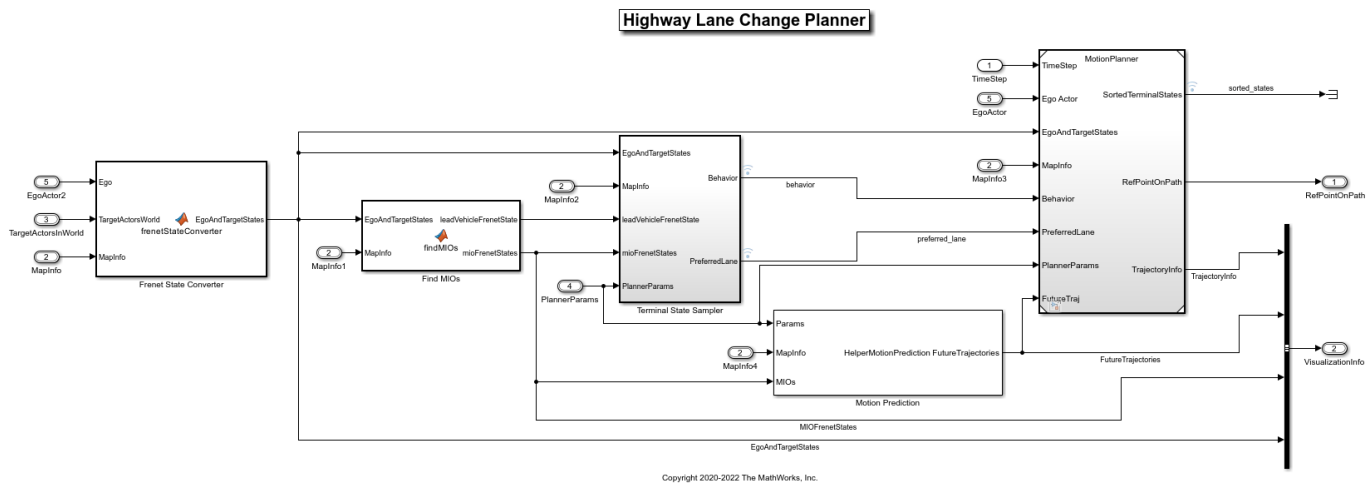 Highway Lane Change Planner
5
EgoActor2
3
TargetActorsInWorld
2
MapInfo
Ego
TargetActorsWorld
MapInfo
frenetStateConverter
EgoAndTargetStates
Frenet State Converter
2
MapInfo1
EgoAndTargetStates
MapInfo
findMIOs
leadVehicleFrenetState
mioFrenetStates
Find MIOs
2
MapInfo2
4
PlannerParams
EgoAndTargetStates
MapInfo
leadVehicleFrenetState
mioFrenetStates
PlannerParams
Behavior
PreferredLane
Terminal State Sampler
behavior
preferred_lane
2
MapInfo4
Params
MapInfo
MIOs
HelperMotionPrediction
FutureTrajectories
Motion Prediction
1
TimeStep
5
EgoActor
2
MapInfo3
MotionPlanner
TimeStep
Ego Actor
EgoAndTargetStates
MapInfo
Behavior
PreferredLane
PlannerParams
FutureTraj
SortedTerminalStates
RefPointOnPath
TrajectoryInfo
sorted_states
1
RefPointOnPath
TrajectoryInfo
FutureTrajectories
MIOFrenetStates
EgoAndTargetStates
2
VisualizationInfo
Copyright 2020-2022 The MathWorks, Inc.